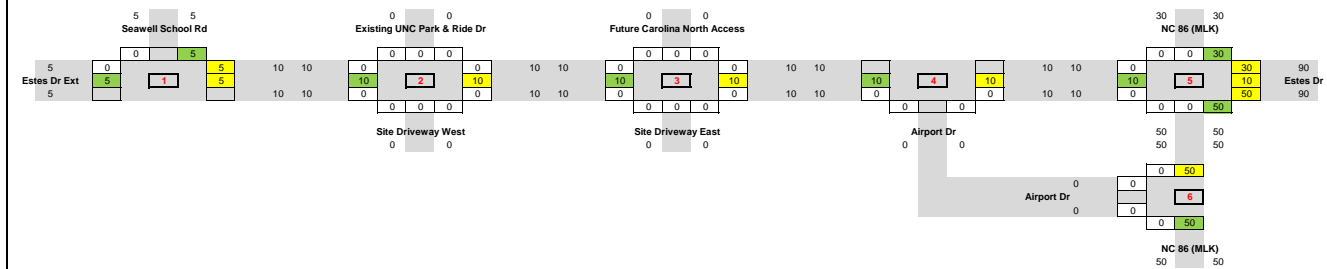 5 5 0 0 0 0 30 30
Seawell School Rd Existing UNC Park & Ride Dr Future Carolina North Access NC 86 (MLK)
0 5 0 0 0 0 0 0 0 0 30
5 0 5 10 10 0 0 10 10 0 0 10 10 10 10 0 30 90
Estes Dr Ext 5 1 5 10 2 10 10 3 10 10 4 10 10 5 10 Estes Dr
5 10 10 0 0 10 10 0 0 10 10 0 0 10 10 0 50 90
0 0 0 0 0 0 0 0 0 0 50
Site Driveway West Site Driveway East Airport Dr 50 50
0 0 0 0 0 0 50 50
0 50
0 0
Airport Dr 6
0 0
0 50
NC 86 (MLK)
50 50